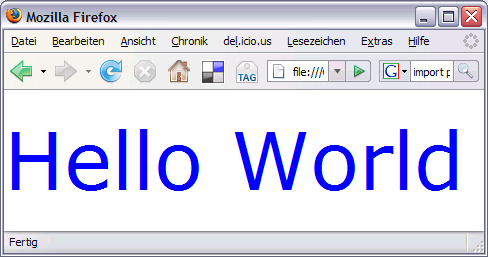 Mozilla Firefox
Datei Bearbeiten Ansicht Chronik del.icio.us Lesezeichen Extras Hilfe
TAG file:/// G import p
Hello World
Fertig